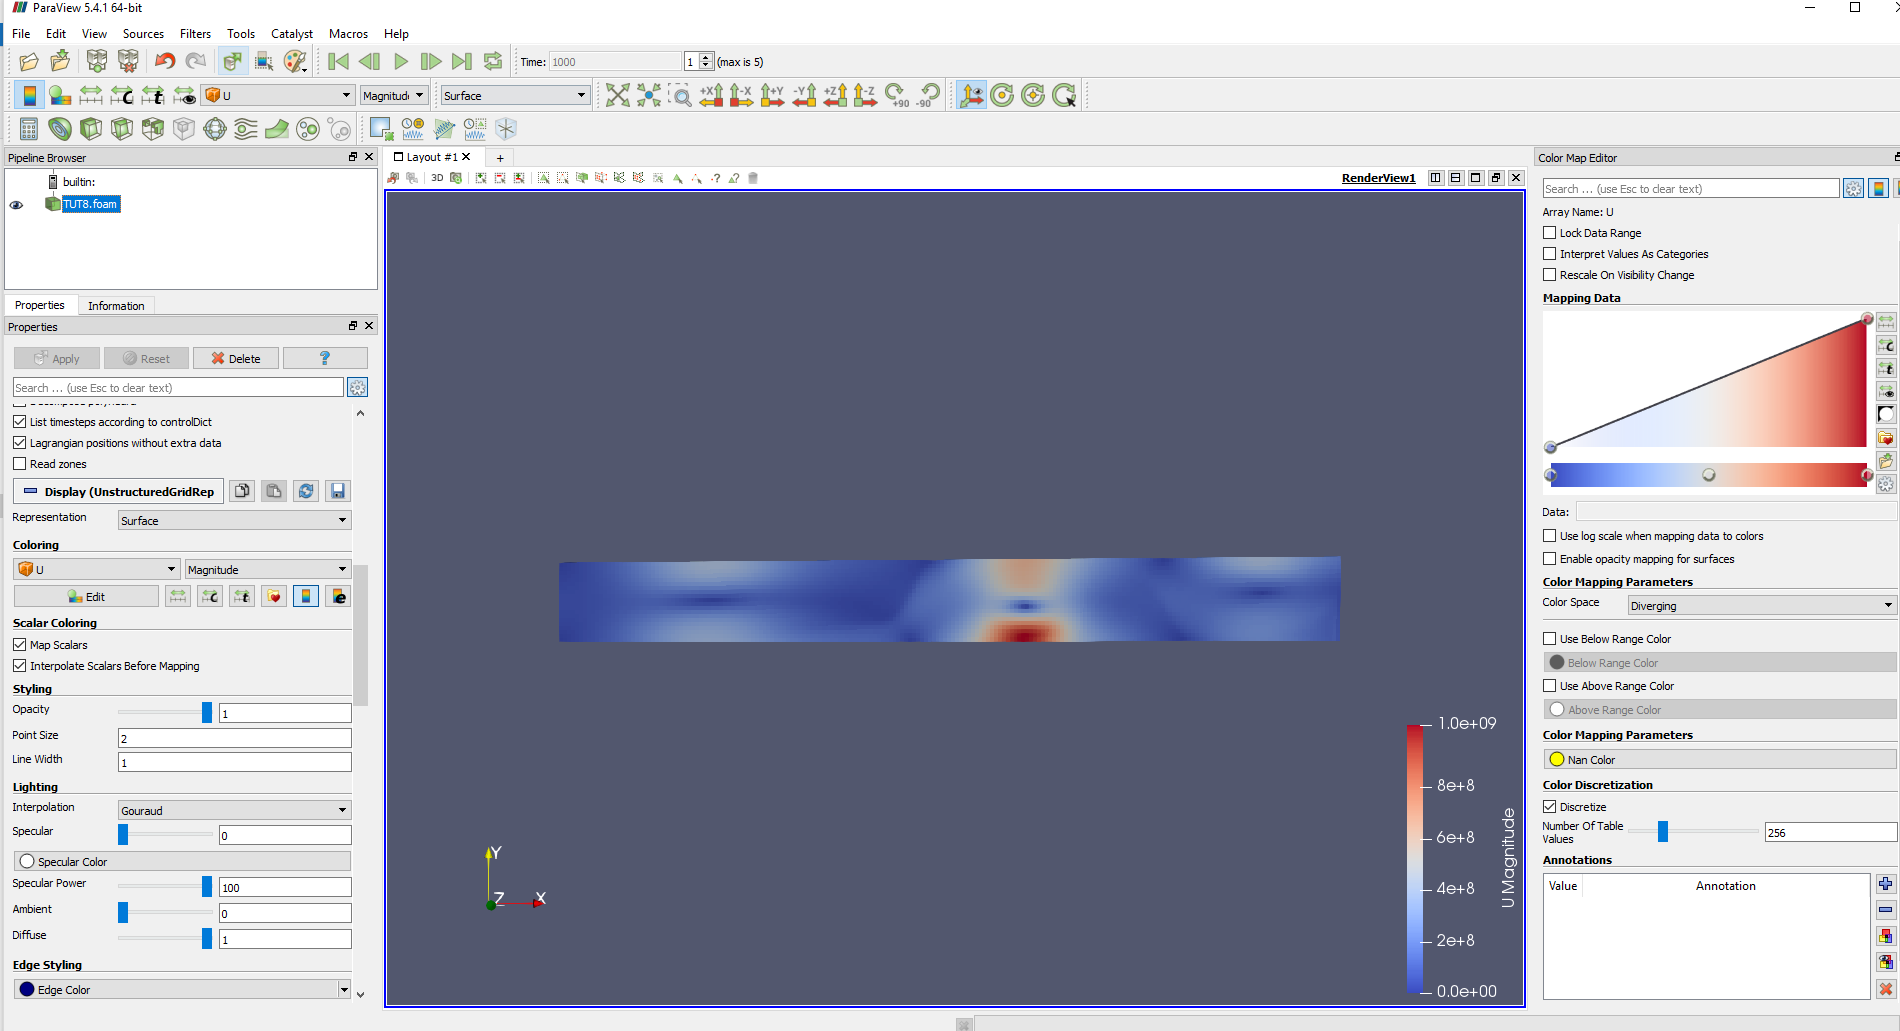 ParaView 5.4.1 64-bit
File Edit View Sources Filters Tools Catalyst Macros Help
Time: 1000 1 (max is 5)
U Magnitude Surface +X -X +Y -Y +Z -Z +90 -90
Pipeline Browser
builtin:
TUT8.foam
Properties Information
Properties
Apply Reset Delete ?
Search ... (use Esc to clear text)
List timesteps according to controlDict
Lagrangian positions without extra data
Read zones
Display (UnstructuredGridRep
Representation Surface
Coloring
U Magnitude
Edit
Scalar Coloring
Map Scalars
Interpolate Scalars Before Mapping
Styling
Opacity 1
Point Size 2
Line Width 1
Lighting
Interpolation Gouraud
Specular 0
Specular Color
Specular Power 100
Ambient 0
Diffuse 1
Edge Styling
Edge Color
Layout #1 +
3D
RenderView1
Y
Z X
1.0e+09
8e+8
6e+8
4e+8
2e+8
0.0e+00
U Magnitude
Color Map Editor
Search ... (use Esc to clear text)
Array Name: U
Lock Data Range
Interpret Values As Categories
Rescale On Visibility Change
Mapping Data
Data:
Use log scale when mapping data to colors
Enable opacity mapping for surfaces
Color Mapping Parameters
Color Space Diverging
Use Below Range Color
Below Range Color
Use Above Range Color
Above Range Color
Color Mapping Parameters
Nan Color
Color Discretization
Discretize
Number Of Table
Values 256
Annotations
Value Annotation